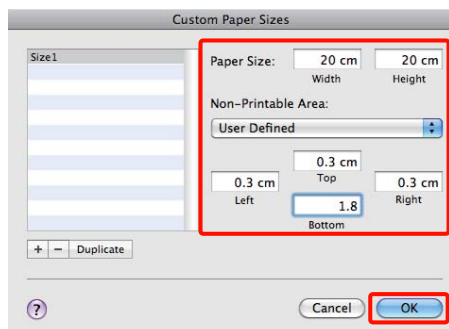 Custom Paper Sizes
Size1
Paper Size: 20 cm 20 cm
Width Height
Non-Printable Area:
User Defined
0.3 cm
Top
0.3 cm 0.3 cm
Left Right
1.8
Bottom
+ − Duplicate
? Cancel OK